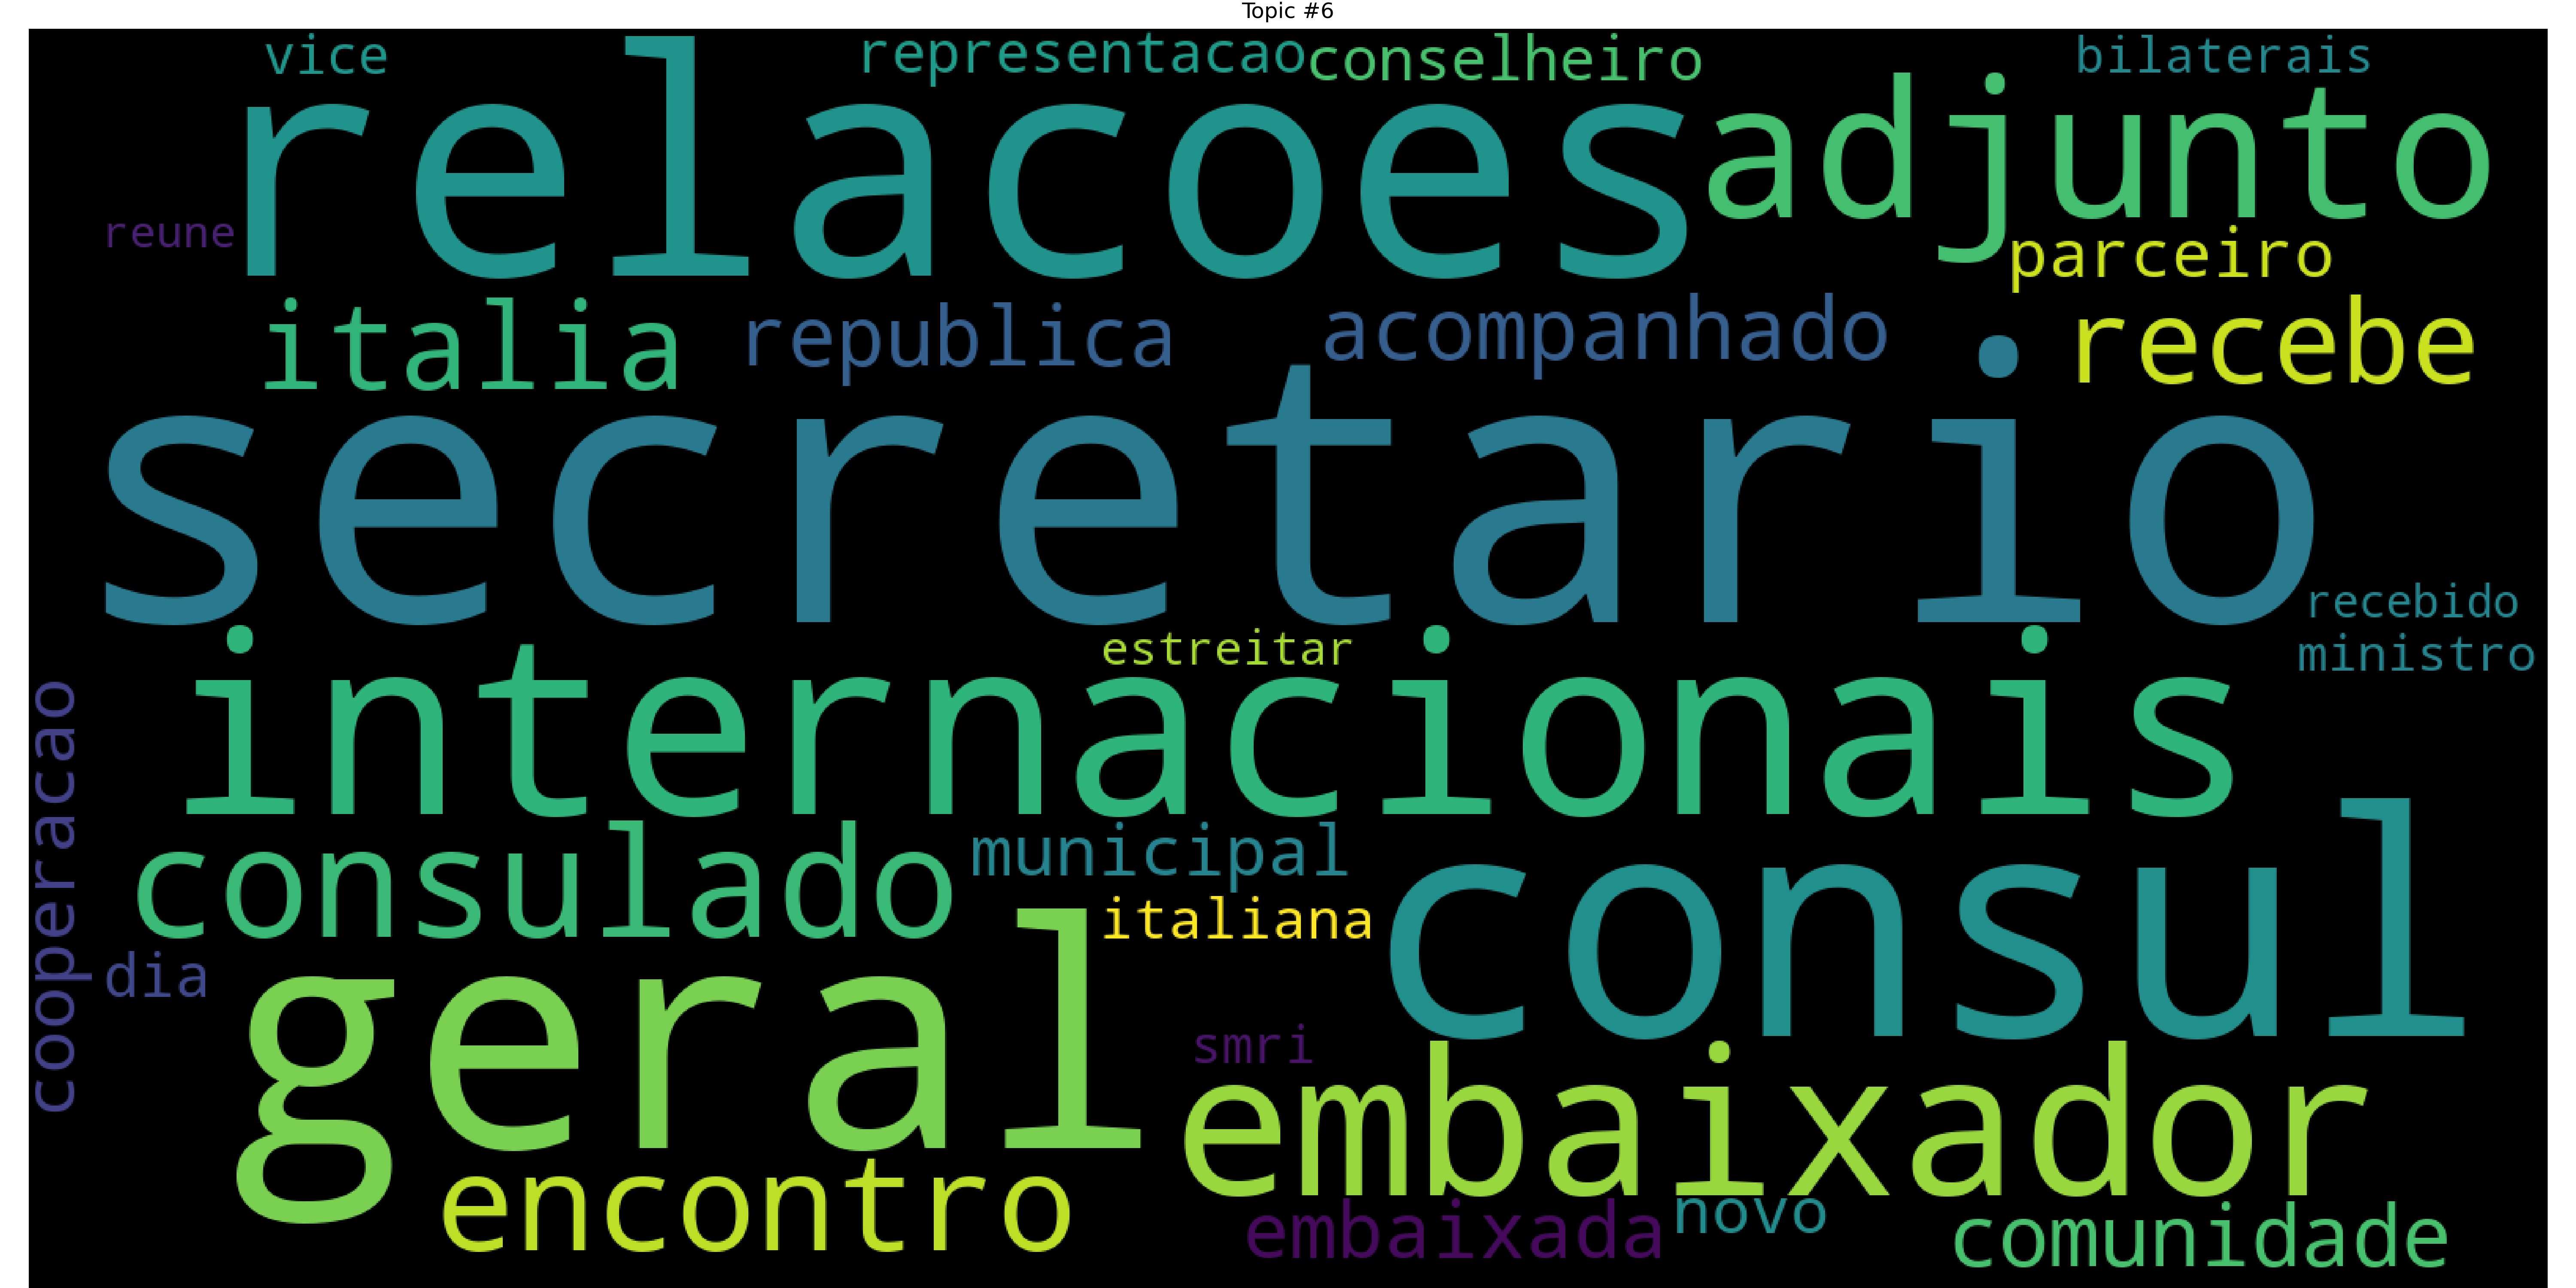 Topic #6
vice
representacao
conselheiro
bilaterais
relacoes
adjunto
reune
parceiro
italia
republica
acompanhado
recebe
secretario
recebido
estreitar
ministro
internacionais
cooperacao
consulado
municipal
italiana
consul
dia
geral
smri
embaixador
encontro
embaixada
novo
comunidade